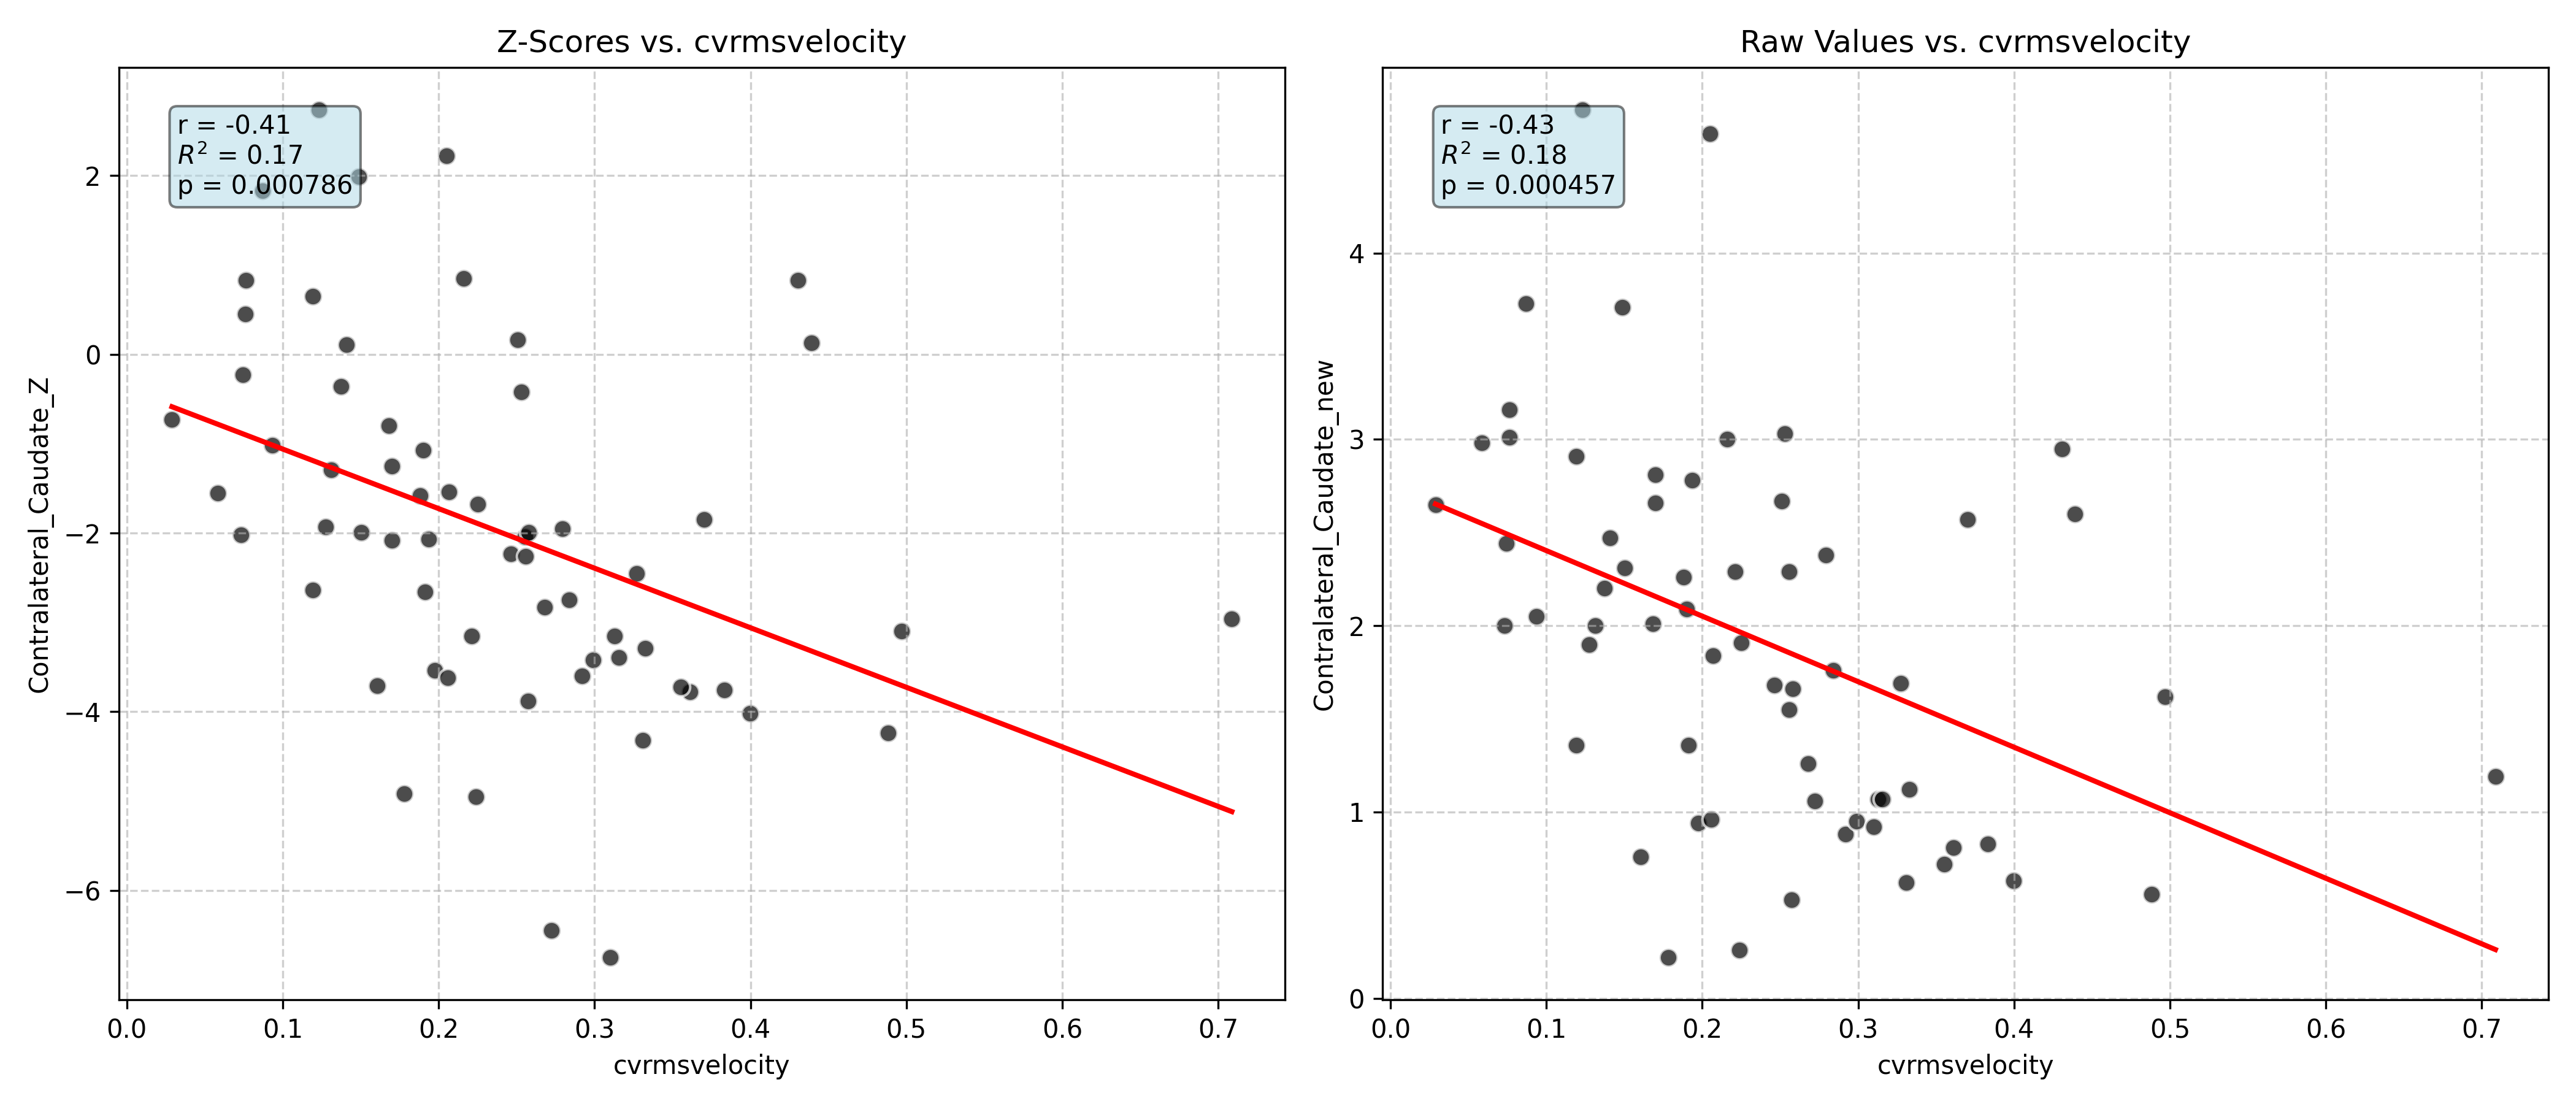 Z-Scores vs. cvrmsvelocity
r = -0.41
R² = 0.17
p = 0.000786
2
0
−2
−4
−6
Contralateral_Caudate_Z
0.0 0.1 0.2 0.3 0.4 0.5 0.6 0.7
cvrmsvelocity
Raw Values vs. cvrmsvelocity
r = -0.43
R² = 0.18
p = 0.000457
4
3
2
1
0
Contralateral_Caudate_new
0.0 0.1 0.2 0.3 0.4 0.5 0.6 0.7
cvrmsvelocity